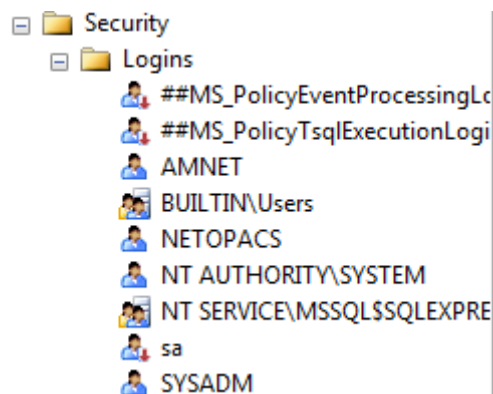 Security
Logins
##MS_PolicyEventProcessingLo
##MS_PolicyTsqlExecutionLogi
AMNET
BUILTIN\Users
NETOPACS
NT AUTHORITY\SYSTEM
NT SERVICE\MSSQL$SQLEXPRE
sa
SYSADM